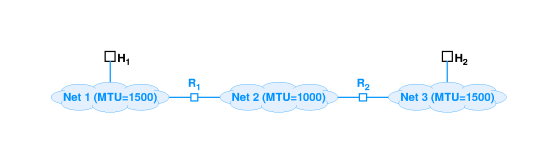 H1
H2
R1
R2
Net 1 (MTU=1500)
Net 2 (MTU=1000)
Net 3 (MTU=1500)